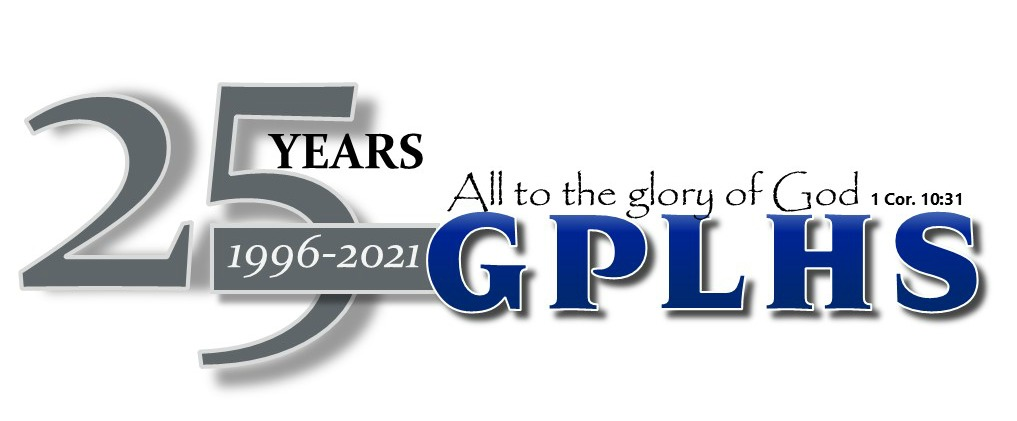 25
YEARS
1996-2021
All to the glory of God 1 Cor. 10:31
GPLHS